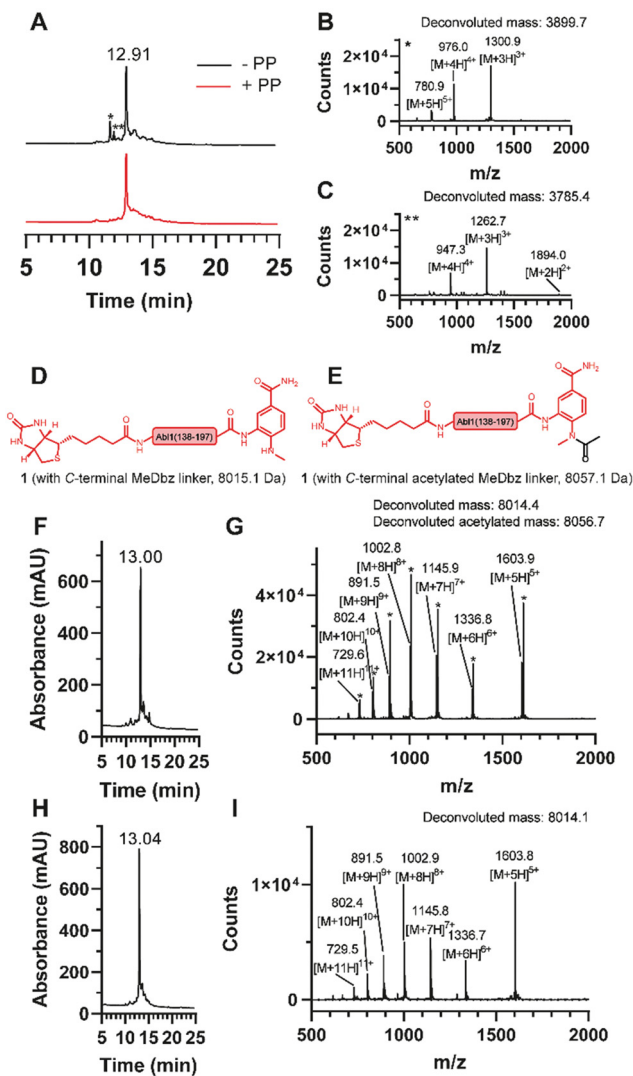 A
12.91
- PP
+ PP
*
**
5 10 15 20 25
Time (min)
B
Deconvoluted mass: 3899.7
*
1300.9
[M+3H]3+
976.0
[M+4H]4+
780.9
[M+5H]5+
2×10⁴
1×10⁴
0
Counts
500 1000 1500 2000
m/z
C
Deconvoluted mass: 3785.4
**
1262.7
[M+3H]3+
947.3
[M+4H]4+
1894.0
[M+2H]2+
2×10⁴
1×10⁴
0
Counts
500 1000 1500 2000
m/z
D
O
NH2
HN
NH
H
H
S
O
N
H
Abl1(138-197)
O
N
H
HN
1 (with C-terminal MeDbz linker, 8015.1 Da)
E
O
NH2
HN
NH
H
H
S
O
N
H
Abl1(138-197)
O
N
H
N
O
1 (with C-terminal acetylated MeDbz linker, 8057.1 Da)
F
13.00
600
400
200
0
Absorbance (mAU)
5 10 15 20 25
Time (min)
G
Deconvoluted mass: 8014.4
Deconvoluted acetylated mass: 8056.7
1002.8
[M+8H]8+
1145.9
[M+7H]7+
1603.9
[M+5H]5+
891.5
[M+9H]9+
1336.8
[M+6H]6+
802.4
[M+10H]10+
729.6
[M+11H]11+
* * * * * * *
4×10⁴
2×10⁴
0
Counts
500 1000 1500 2000
m/z
H
13.04
800
600
400
200
0
Absorbance (mAU)
5 10 15 20 25
Time (min)
I
Deconvoluted mass: 8014.1
891.5
[M+9H]9+
1002.9
[M+8H]8+
1603.8
[M+5H]5+
802.4
[M+10H]10+
1145.8
[M+7H]7+
1336.7
[M+6H]6+
729.5
[M+11H]11+
1×10⁴
0
Counts
500 1000 1500 2000
m/z